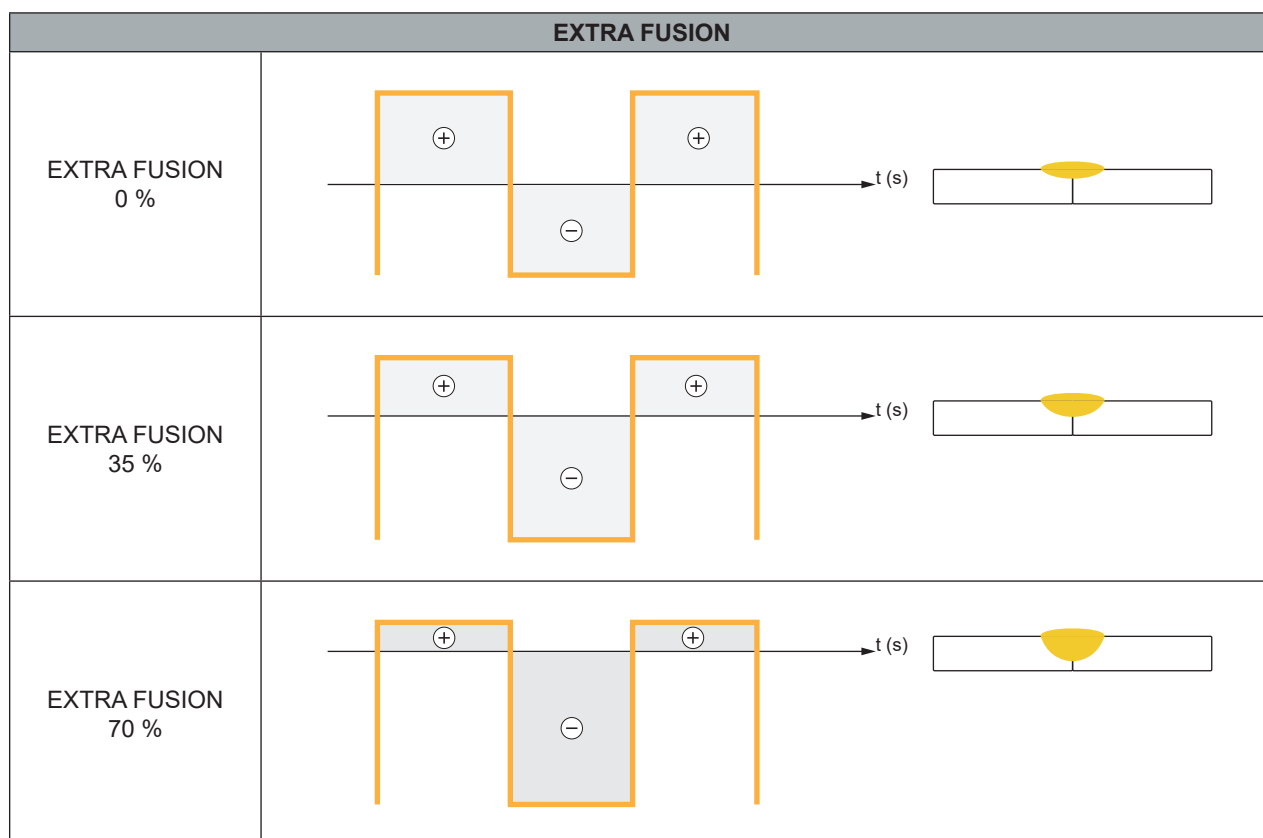 EXTRA FUSION
EXTRA FUSION
0 %
+
+
−
t (s)
EXTRA FUSION
35 %
+
+
−
t (s)
EXTRA FUSION
70 %
+
+
−
t (s)